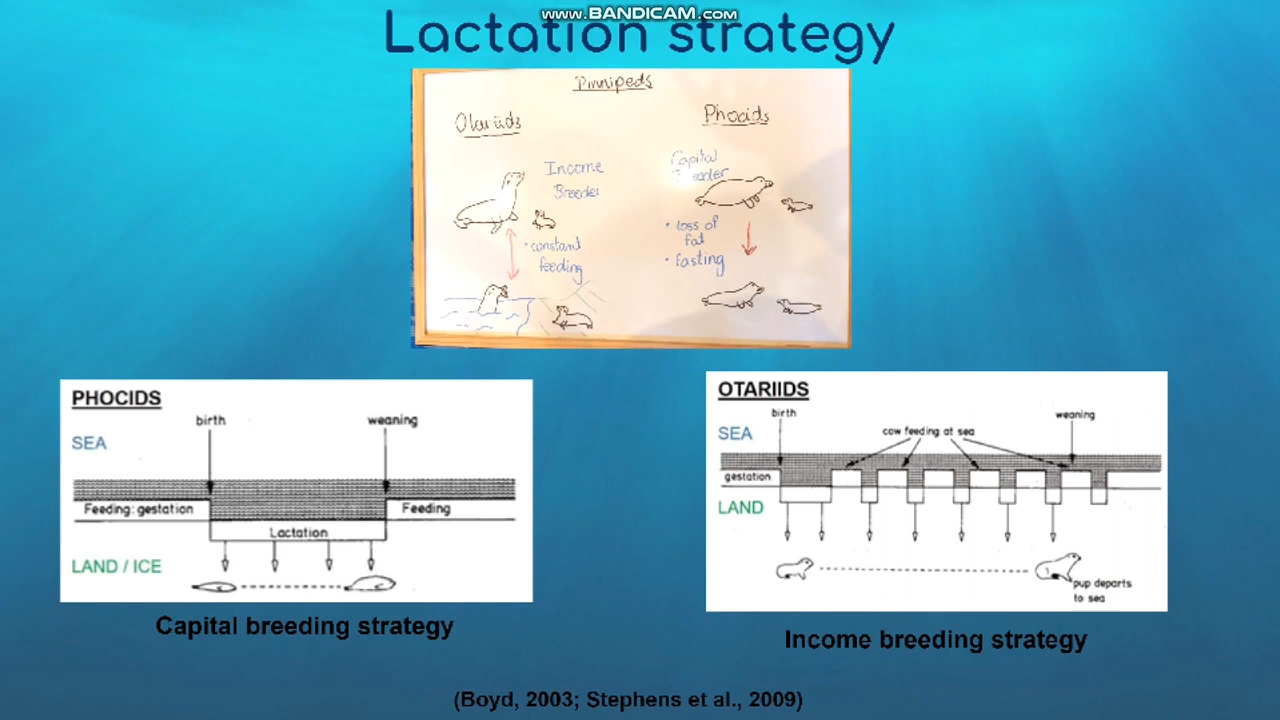 www.BANDICAM.com
Lactation strategy
Pinnipeds
Otariids
Phocids
Income
Breeder
• constant
feeding
Capital
Breeder
• loss of
fat
• fasting
PHOCIDS
birth
weaning
SEA
Feeding: gestation
Feeding
Lactation
LAND / ICE
Capital breeding strategy
OTARIIDS
birth
weaning
SEA
cow feeding at sea
gestation
LAND
pup departs
to sea
Income breeding strategy
(Boyd, 2003; Stephens et al., 2009)